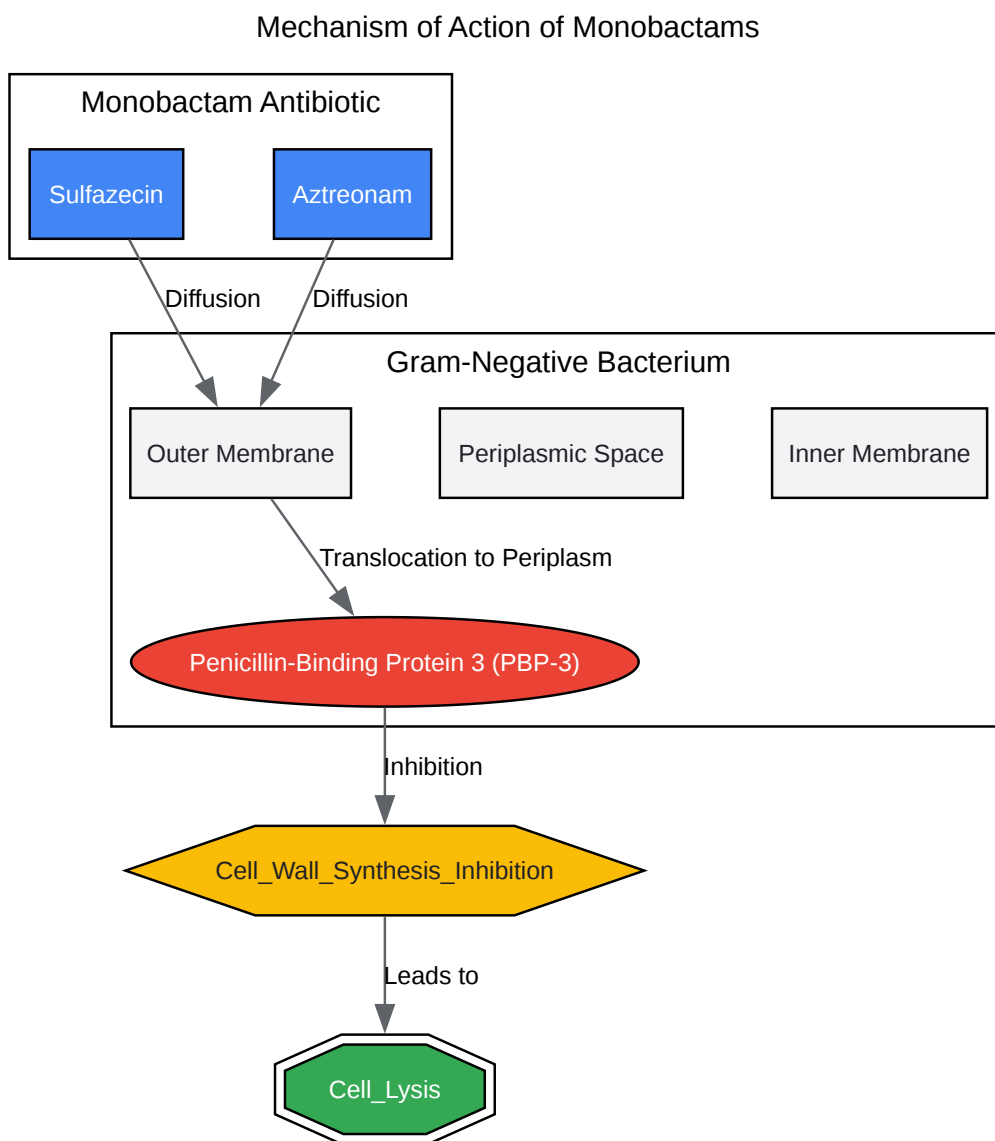 Mechanism of Action of Monobactams
Monobactam Antibiotic
Sulfazecin
Aztreonam
Diffusion
Diffusion
Gram-Negative Bacterium
Outer Membrane
Periplasmic Space
Inner Membrane
Translocation to Periplasm
Penicillin-Binding Protein 3 (PBP-3)
Inhibition
Cell_Wall_Synthesis_Inhibition
Leads to
Cell_Lysis